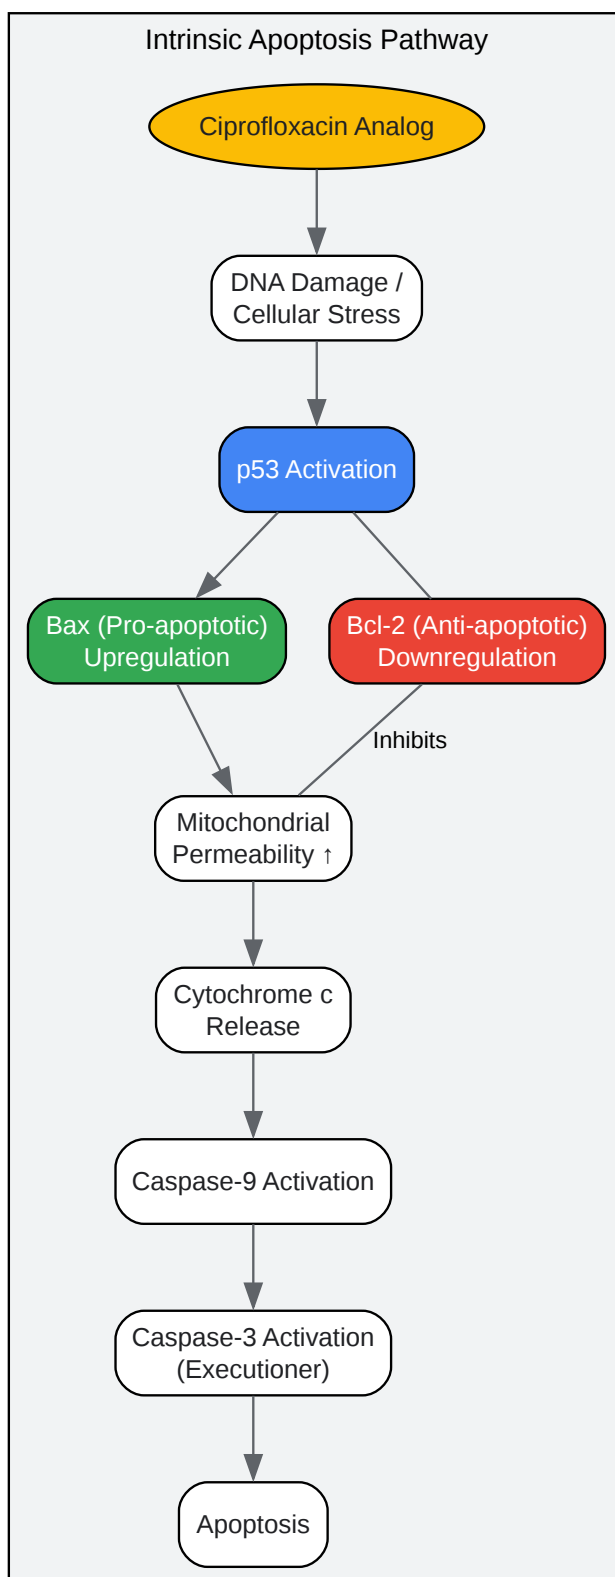 Intrinsic Apoptosis Pathway
Ciprofloxacin Analog
DNA Damage /
Cellular Stress
p53 Activation
Bax (Pro-apoptotic)
Upregulation
Bcl-2 (Anti-apoptotic)
Downregulation
Inhibits
Mitochondrial
Permeability ↑
Cytochrome c
Release
Caspase-9 Activation
Caspase-3 Activation
(Executioner)
Apoptosis